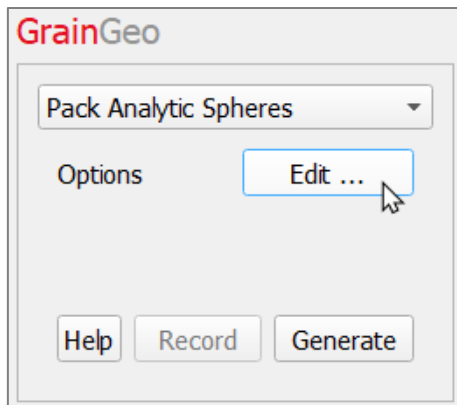 GrainGeo
Pack Analytic Spheres
Options Edit ...
Help Record Generate